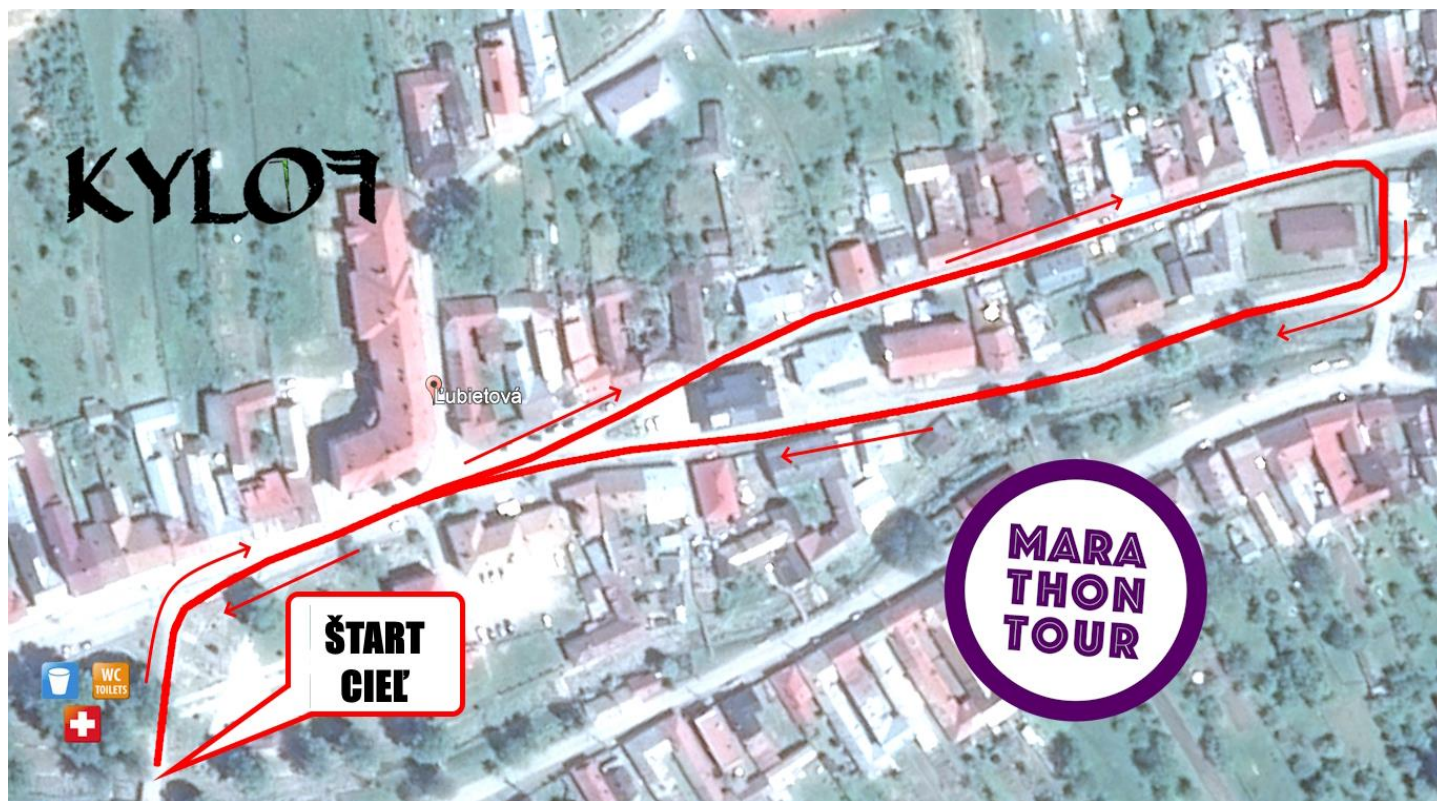 KYLOF
Ľubietová
MARA
THON
TOUR
ŠTART
CIEĽ
WC
TOILETS